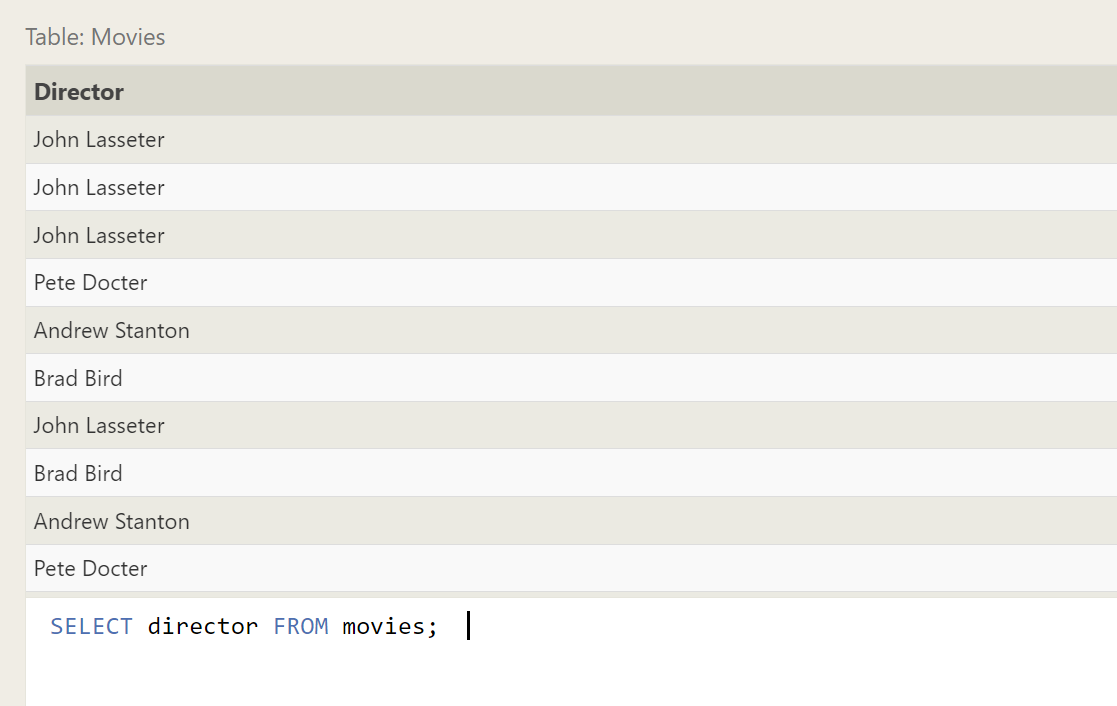 Table: Movies
Director
John Lasseter
John Lasseter
John Lasseter
Pete Docter
Andrew Stanton
Brad Bird
John Lasseter
Brad Bird
Andrew Stanton
Pete Docter
SELECT director FROM movies;